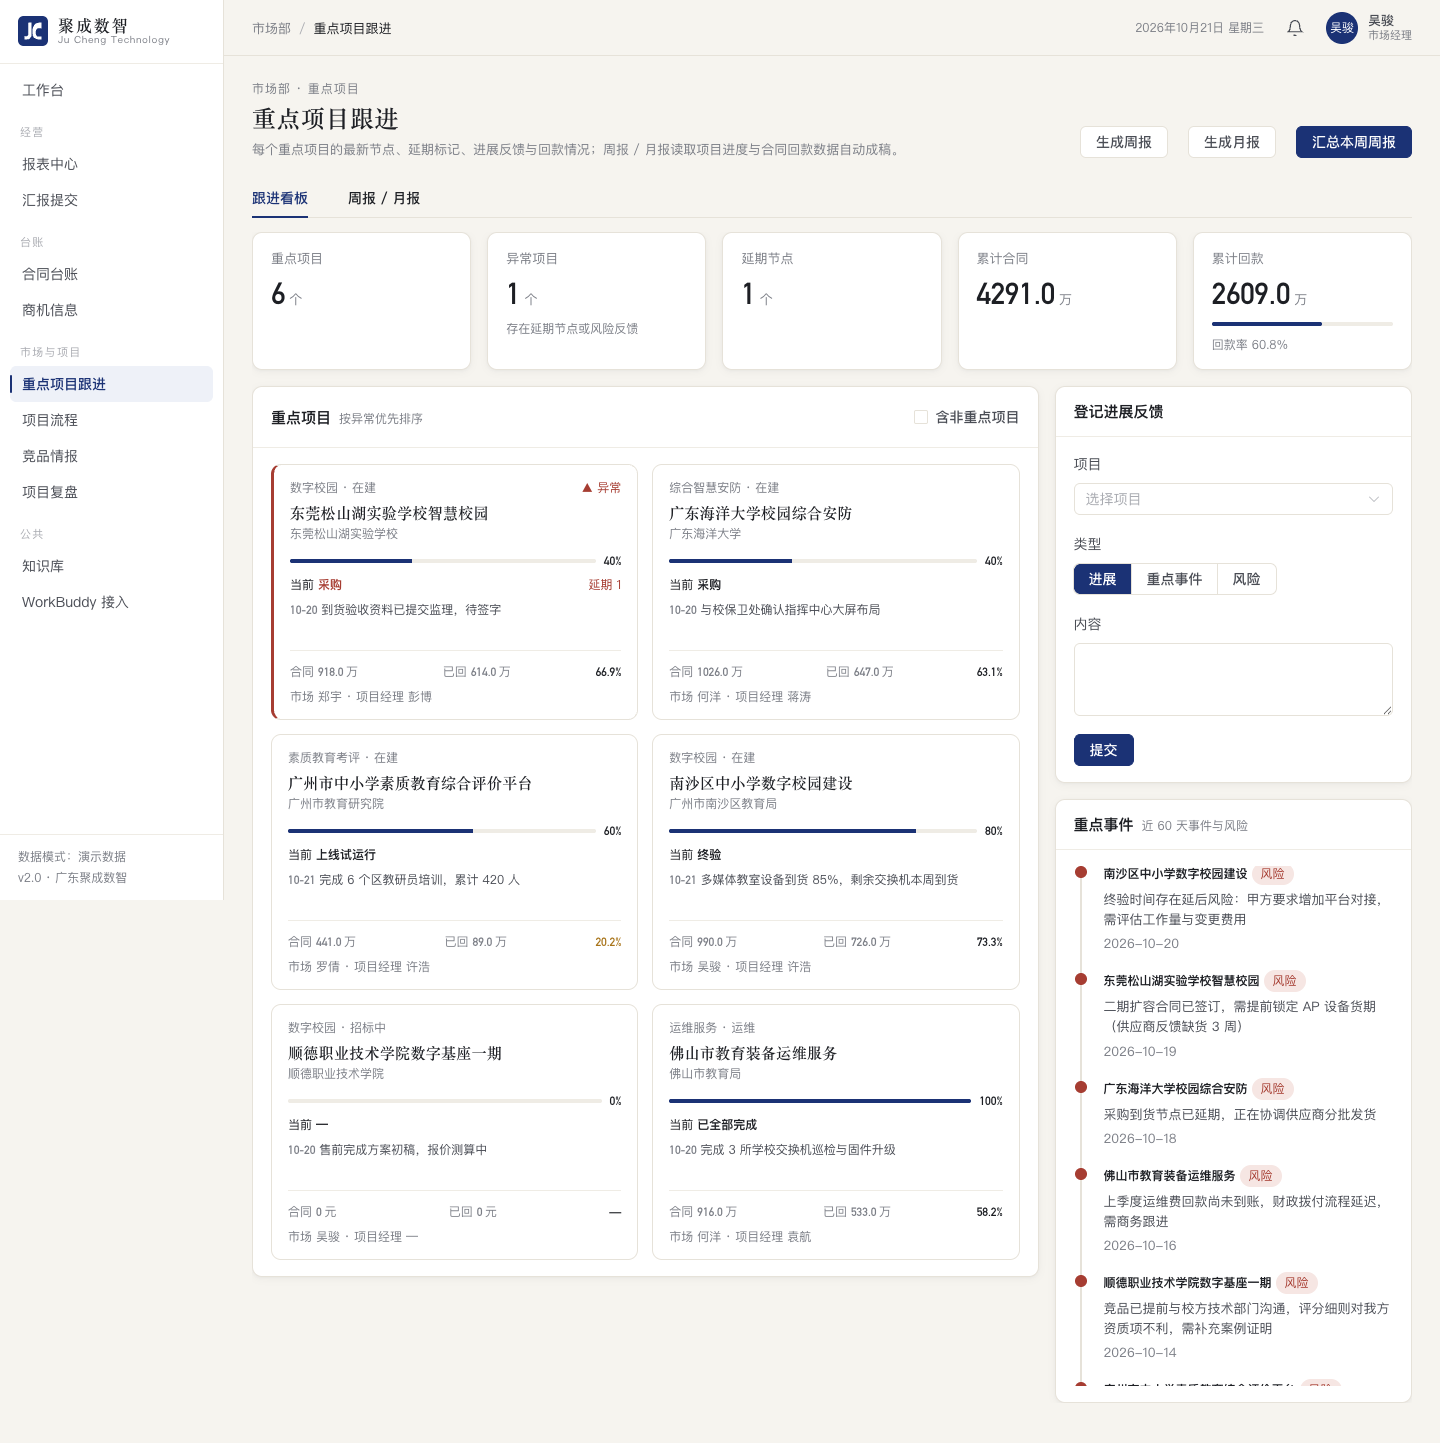 JC 聚成数智
Ju Cheng Technology
工作台
经营
报表中心
汇报提交
台账
合同台账
商机信息
市场与项目
重点项目跟进
项目流程
竞品情报
项目复盘
公共
知识库
WorkBuddy 接入
数据模式：演示数据
v2.0 · 广东聚成数智
市场部 / 重点项目跟进
2026年10月21日 星期三
吴骏
吴骏
市场经理
市场部 · 重点项目
重点项目跟进
每个重点项目的最新节点、延期标记、进展反馈与回款情况；周报 / 月报读取项目进度与合同回款数据自动成稿。
生成周报
生成月报
汇总本周周报
跟进看板
周报 / 月报
重点项目
6 个
异常项目
1 个
存在延期节点或风险反馈
延期节点
1 个
累计合同
4291.0 万
累计回款
2609.0 万
回款率 60.8%
重点项目 按异常优先排序
含非重点项目
数字校园 · 在建
▲ 异常
东莞松山湖实验学校智慧校园
东莞松山湖实验学校
40%
当前 采购
延期 1
10-20 到货验收资料已提交监理，待签字
合同 918.0 万 已回 614.0 万 66.9%
市场 郑宇 · 项目经理 彭博
综合智慧安防 · 在建
广东海洋大学校园综合安防
广东海洋大学
40%
当前 采购
10-20 与校保卫处确认指挥中心大屏布局
合同 1026.0 万 已回 647.0 万 63.1%
市场 何洋 · 项目经理 蒋涛
素质教育考评 · 在建
广州市中小学素质教育综合评价平台
广州市教育研究院
60%
当前 上线试运行
10-21 完成 6 个区教研员培训，累计 420 人
合同 441.0 万 已回 89.0 万 20.2%
市场 罗倩 · 项目经理 许浩
数字校园 · 在建
南沙区中小学数字校园建设
广州市南沙区教育局
80%
当前 终验
10-21 多媒体教室设备到货 85%，剩余交换机本周到货
合同 990.0 万 已回 726.0 万 73.3%
市场 吴骏 · 项目经理 许浩
数字校园 · 招标中
顺德职业技术学院数字基座一期
顺德职业技术学院
0%
当前 —
10-20 售前完成方案初稿，报价测算中
合同 0 元 已回 0 元 —
市场 吴骏 · 项目经理 —
运维服务 · 运维
佛山市教育装备运维服务
佛山市教育局
100%
当前 已全部完成
10-20 完成 3 所学校交换机巡检与固件升级
合同 916.0 万 已回 533.0 万 58.2%
市场 何洋 · 项目经理 袁航
登记进展反馈
项目
选择项目
类型
进展 重点事件 风险
内容
提交
重点事件 近 60 天事件与风险
南沙区中小学数字校园建设 风险
终验时间存在延后风险：甲方要求增加平台对接，
需评估工作量与变更费用
2026-10-20
东莞松山湖实验学校智慧校园 风险
二期扩容合同已签订，需提前锁定 AP 设备货期
（供应商反馈缺货 3 周）
2026-10-19
广东海洋大学校园综合安防 风险
采购到货节点已延期，正在协调供应商分批发货
2026-10-18
佛山市教育装备运维服务 风险
上季度运维费回款尚未到账，财政拨付流程延迟，
需商务跟进
2026-10-16
顺德职业技术学院数字基座一期 风险
竞品已提前与校方技术部门沟通，评分细则对我方
资质项不利，需补充案例证明
2026-10-14